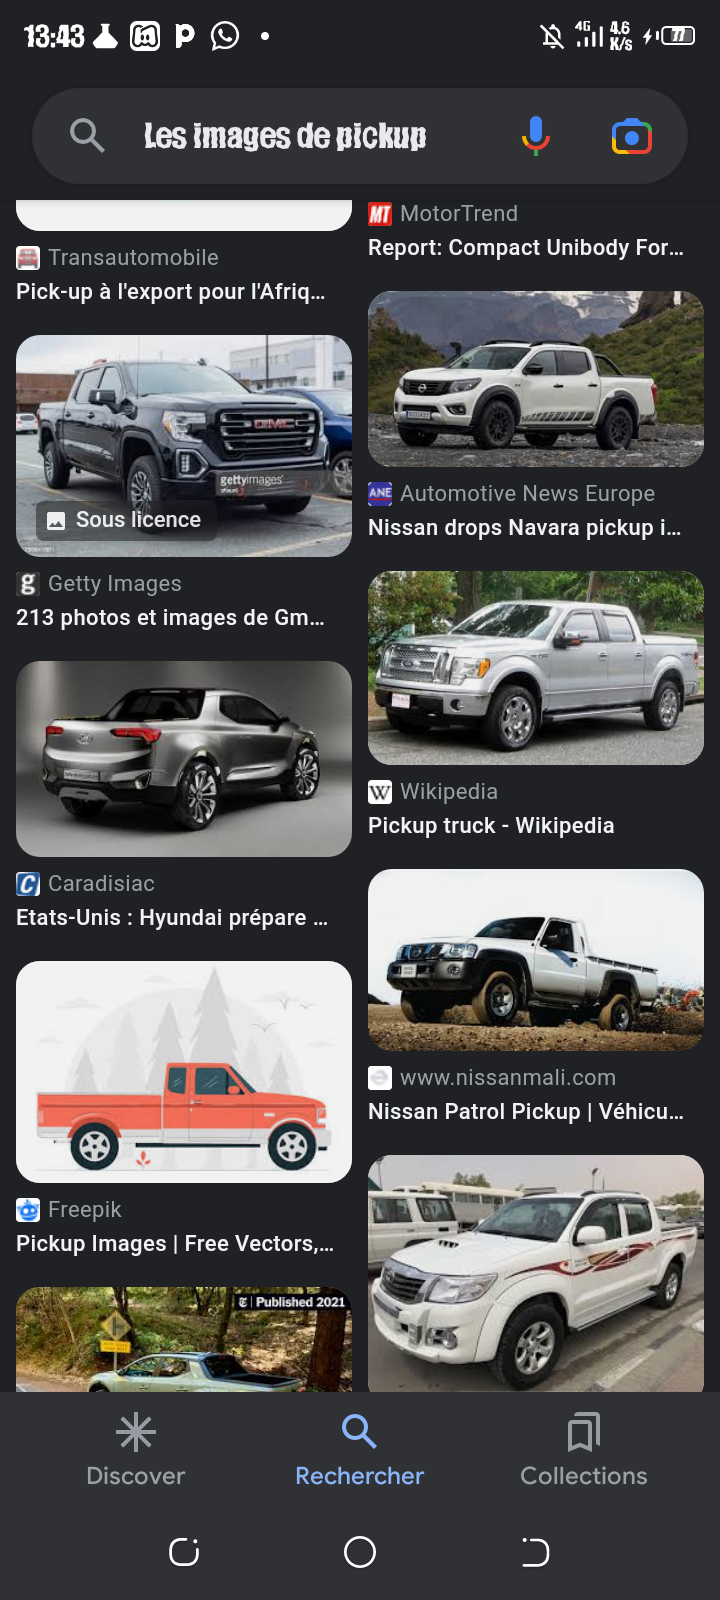 13:43
4G
4.6
K/s
77
Les images de pickup
Transautomobile
Pick-up à l'export pour l'Afriq...
gettyimages
GMC
Sous licence
Getty Images
213 photos et images de Gm...
Caradisiac
Etats-Unis : Hyundai prépare ...
Freepik
Pickup Images | Free Vectors,...
Published 2021
MT MotorTrend
Report: Compact Unibody For...
ANE Automotive News Europe
Nissan drops Navara pickup i...
W Wikipedia
Pickup truck - Wikipedia
www.nissanmali.com
Nissan Patrol Pickup | Véhicu...
Discover
Rechercher
Collections